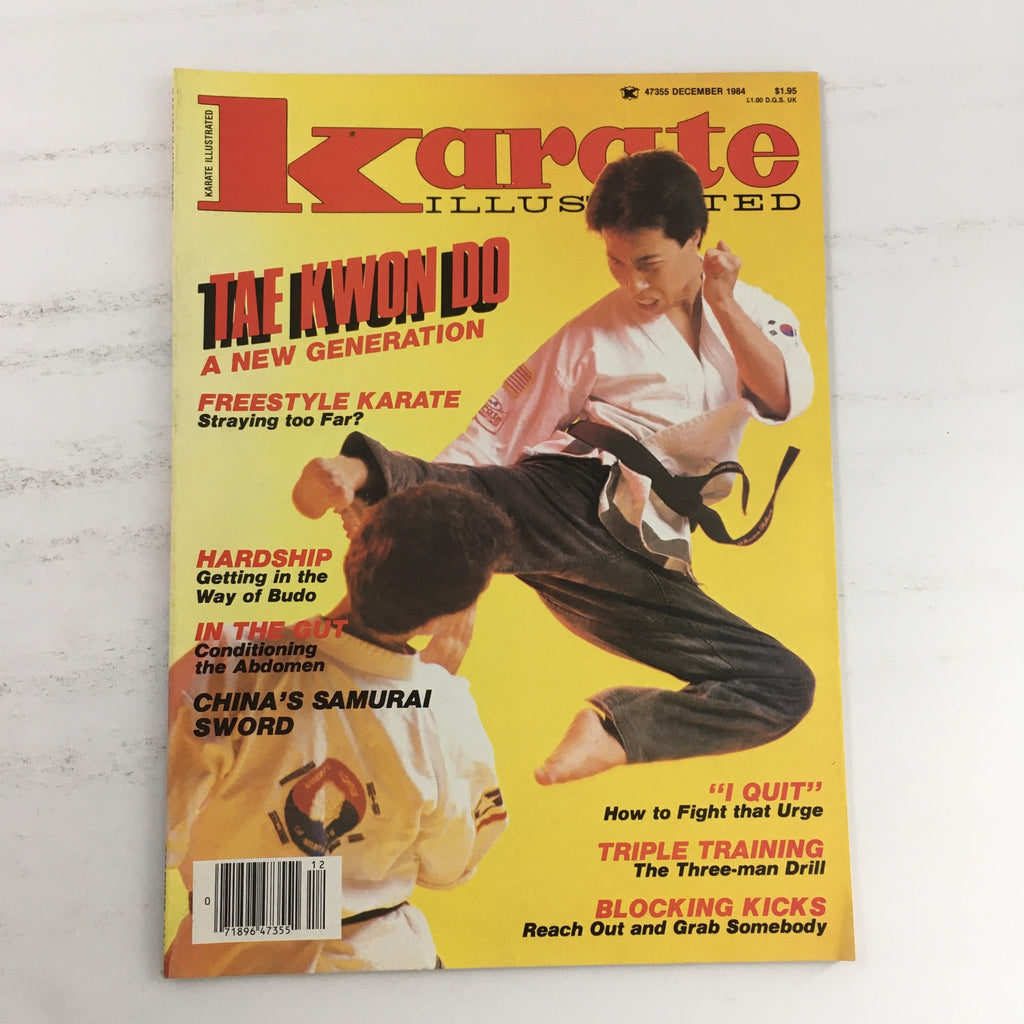 KARATE ILLUSTRATED
47355 DECEMBER 1984 $1.95
£1.00 D.G.S. UK
Karate
ILLUS TED
TAE KWON DO
A NEW GENERATION
FREESTYLE KARATE
Straying too Far?
HARDSHIP
Getting in the
Way of Budo
IN THE GUT
Conditioning
the Abdomen
CHINA'S SAMURAI
SWORD
"I QUIT"
How to Fight that Urge
TRIPLE TRAINING
The Three-man Drill
BLOCKING KICKS
Reach Out and Grab Somebody
12
0 71896 47355